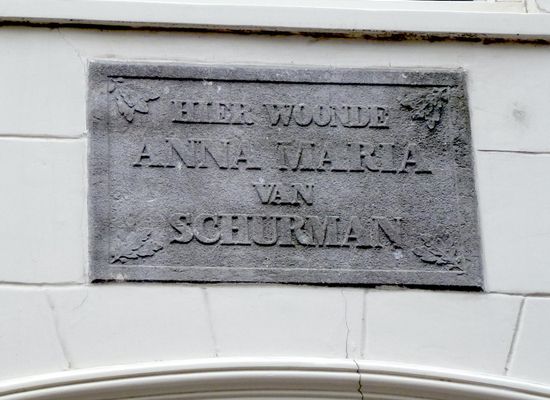 HIER WOONDE
ANNA MARIA
VAN
SCHURMAN